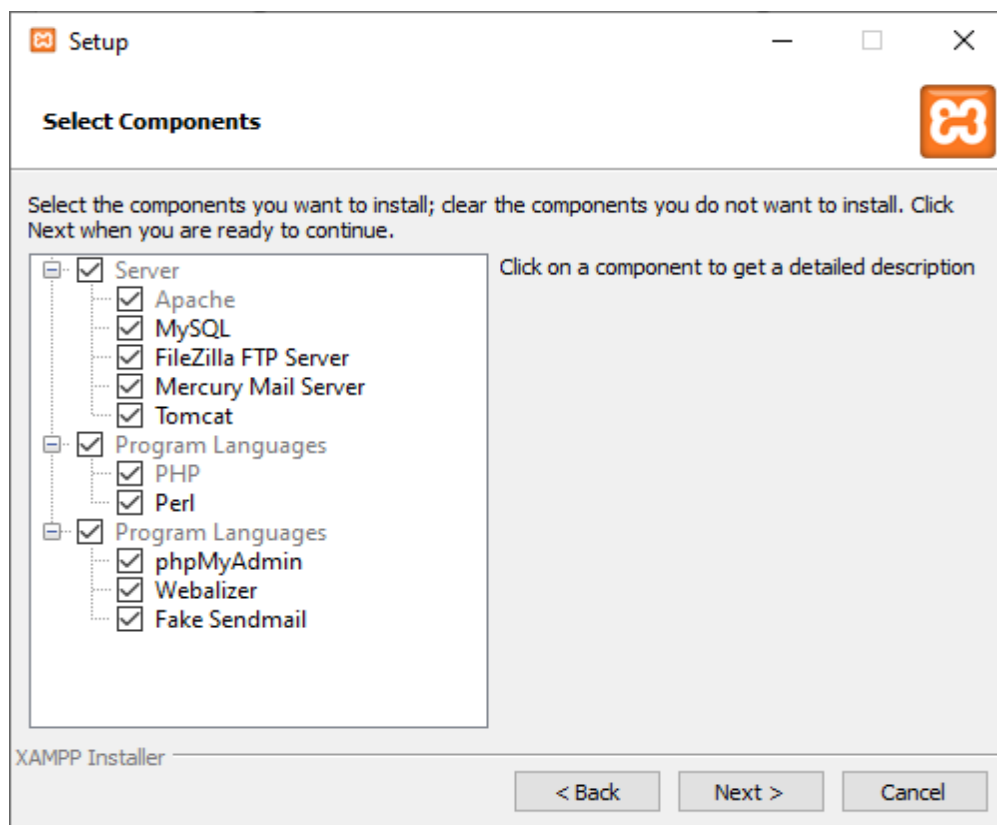 Setup
Select Components
Select the components you want to install; clear the components you do not want to install. Click
Next when you are ready to continue.
Server
Apache
MySQL
FileZilla FTP Server
Mercury Mail Server
Tomcat
Program Languages
PHP
Perl
Program Languages
phpMyAdmin
Webalizer
Fake Sendmail
Click on a component to get a detailed description
XAMPP Installer
< Back
Next >
Cancel